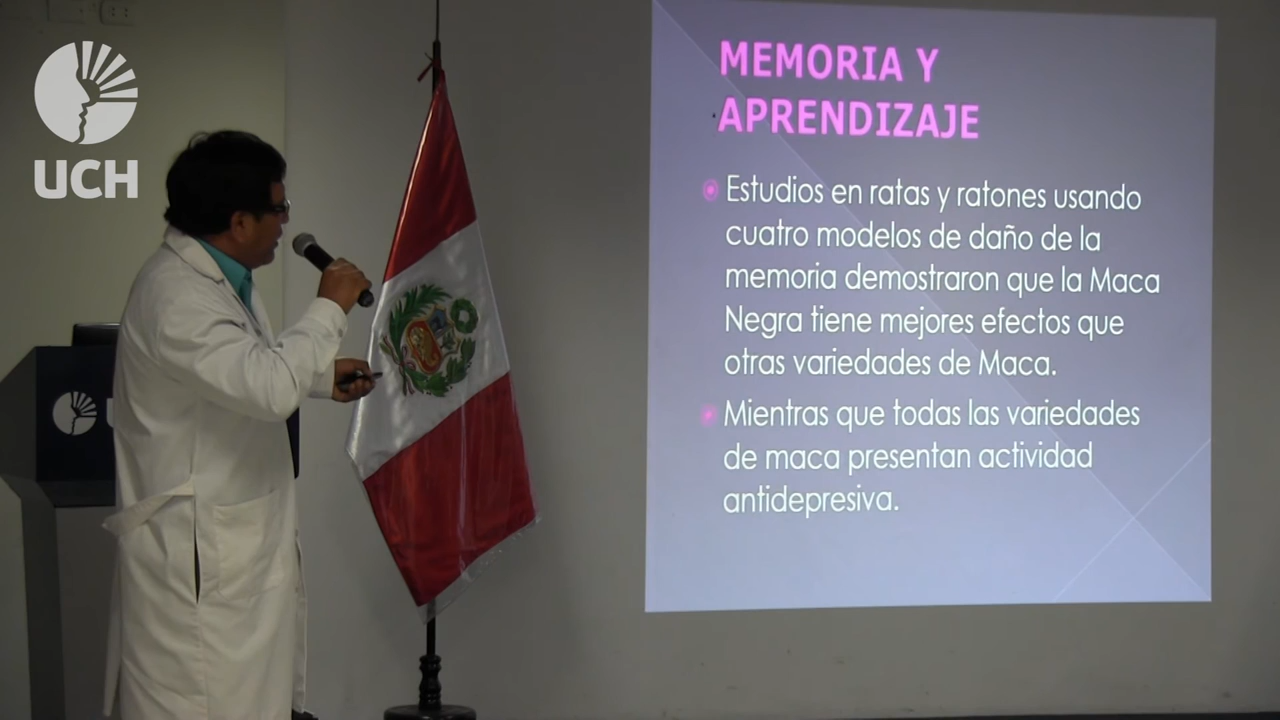 UCH
MEMORIA Y
APRENDIZAJE
Estudios en ratas y ratones usando
cuatro modelos de daño de la
memoria demostraron que la Maca
Negra tiene mejores efectos que
otras variedades de Maca.
Mientras que todas las variedades
de maca presentan actividad
antidepresiva.